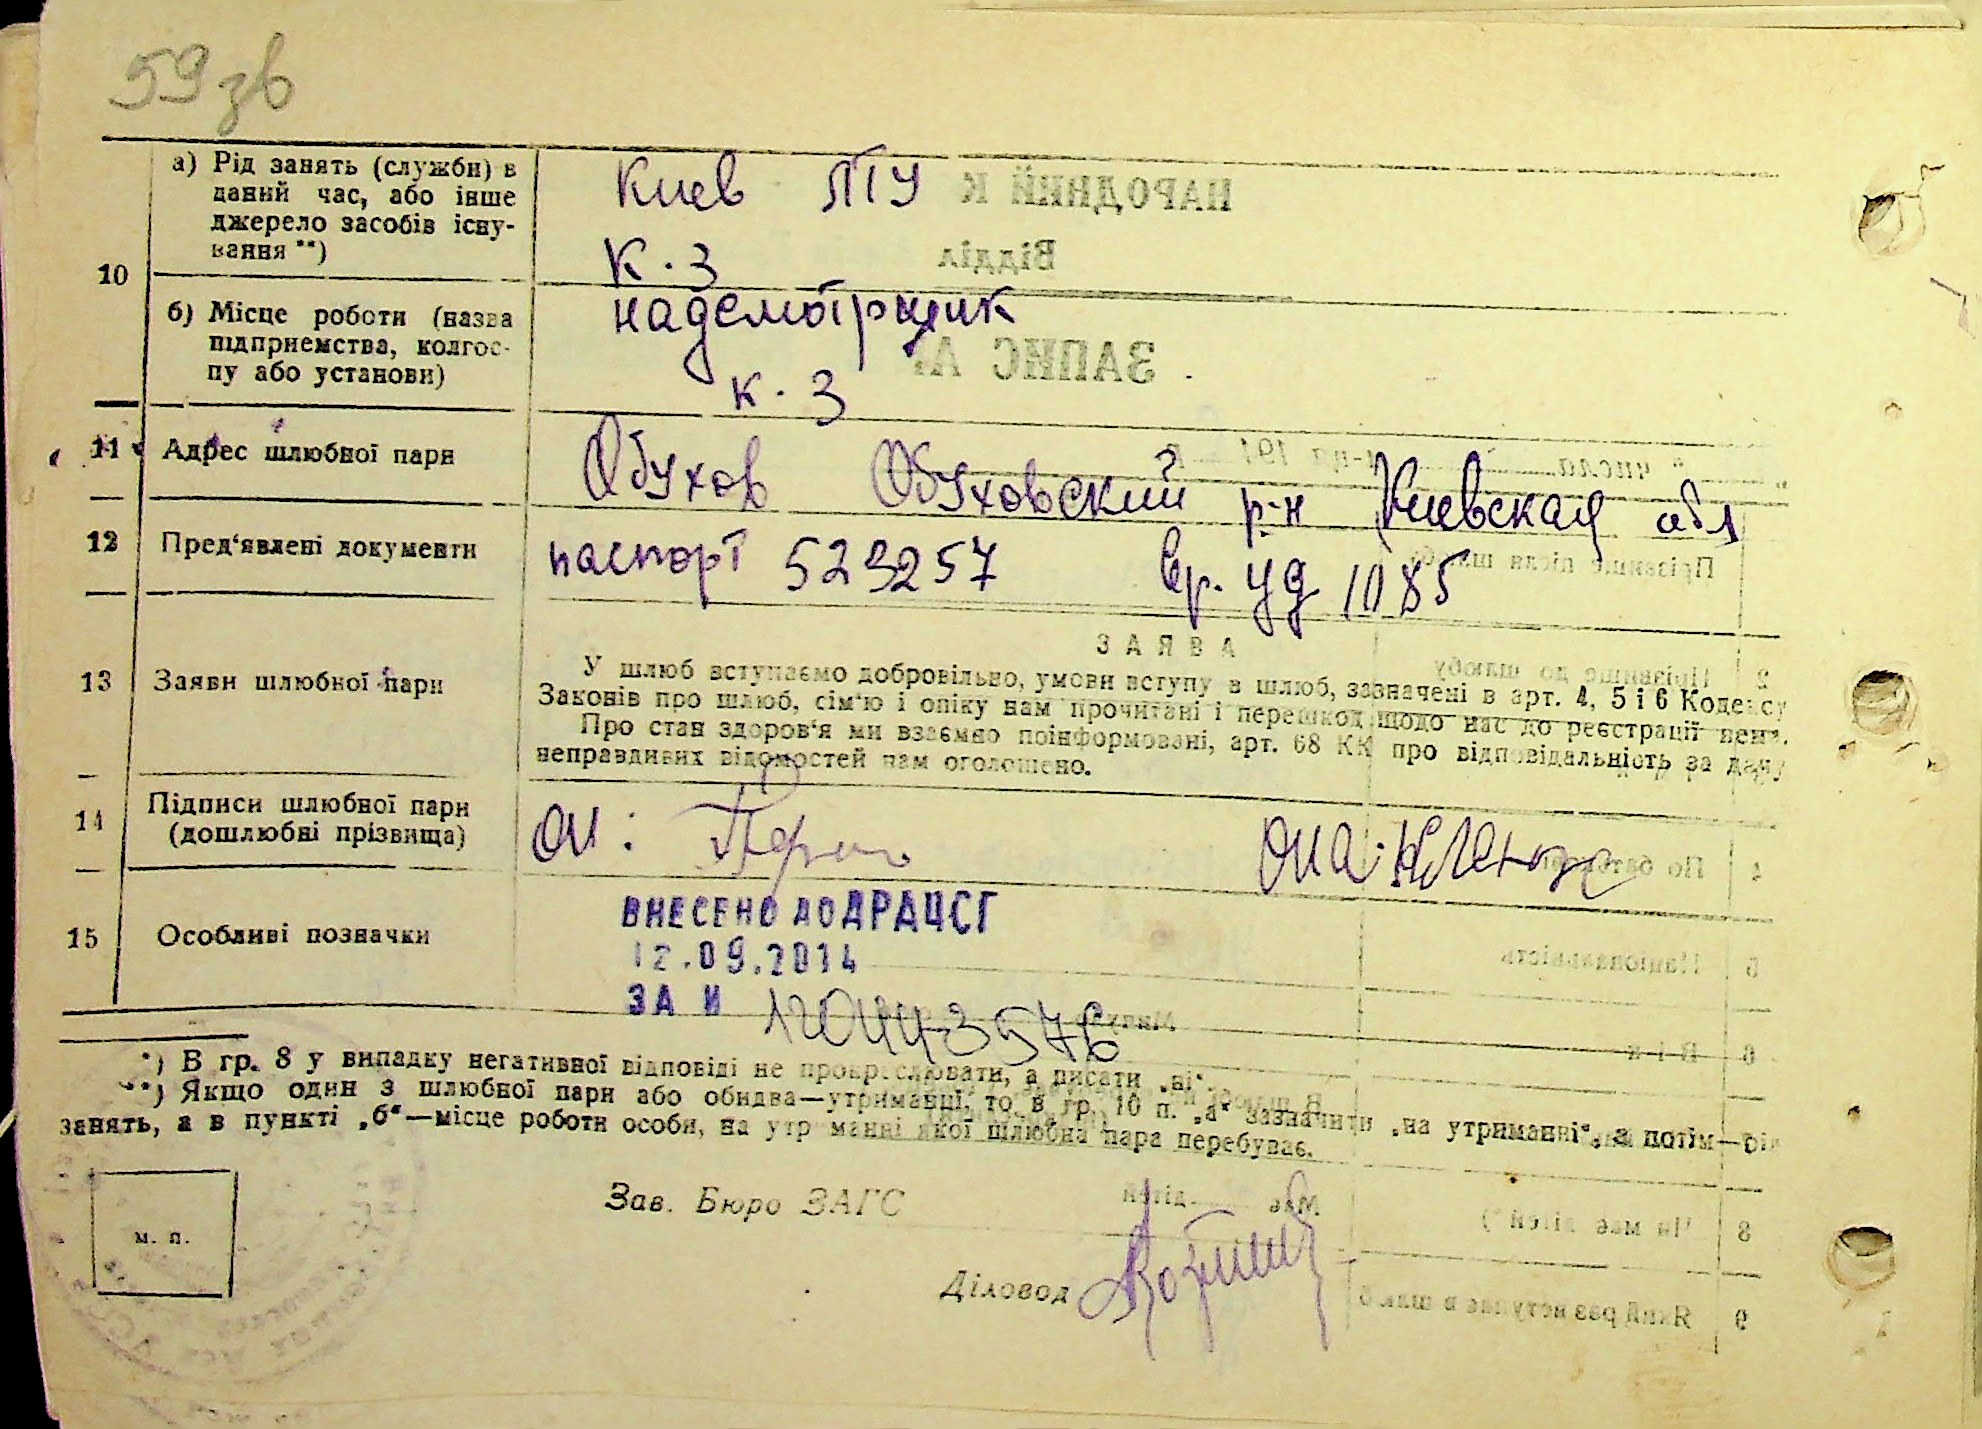 59 зв
а) Рід занять (служби) в
даний час, або інше
джерело засобів існу-
вання **)
Киев ПТУ
К. З
10
б) Місце роботи (назва
підприємства, колгос-
пу або установи)
к. З
11 Адрес шлюбної пари Обухов Обуховский р-н Киевская обл
12 Пред'явлені документи паспорт 529257 Вр. уд 1085
13 Заяви шлюбної пари
ЗАЯВА
У шлюб вступаємо добровільно, умови вступу в шлюб, зазначені в арт. 4, 5 і 6 Кодексу
Законів про шлюб, сім'ю і опіку нам прочитані і перешкод щодо нас до реєстрації нема.
Про стан здоров'я ми взаємно поінформовані, арт. 68 КК про відповідальність за дачу
неправдивих відомостей нам оголошено.
14 Підписи шлюбної пари
(дошлюбні прізвища)
Он: Она:
15 Особливі позначки
ВНЕСЕНО ДО ДРАЦСГ
12.09.2014
ЗА И
*) В гр. 8 у випадку негативної відповіді не прокреслювати, а писати „ні".
**) Якщо один з шлюбної пари або обидва—утриманці, то в гр. 10 п. „а" зазначити „на утриманні", а потім—рід
занять, а в пункті „б"—місце роботи особи, на утриманні якої шлюбна пара перебуває.
м. п.
Зав. Бюро ЗАГС
Діловод